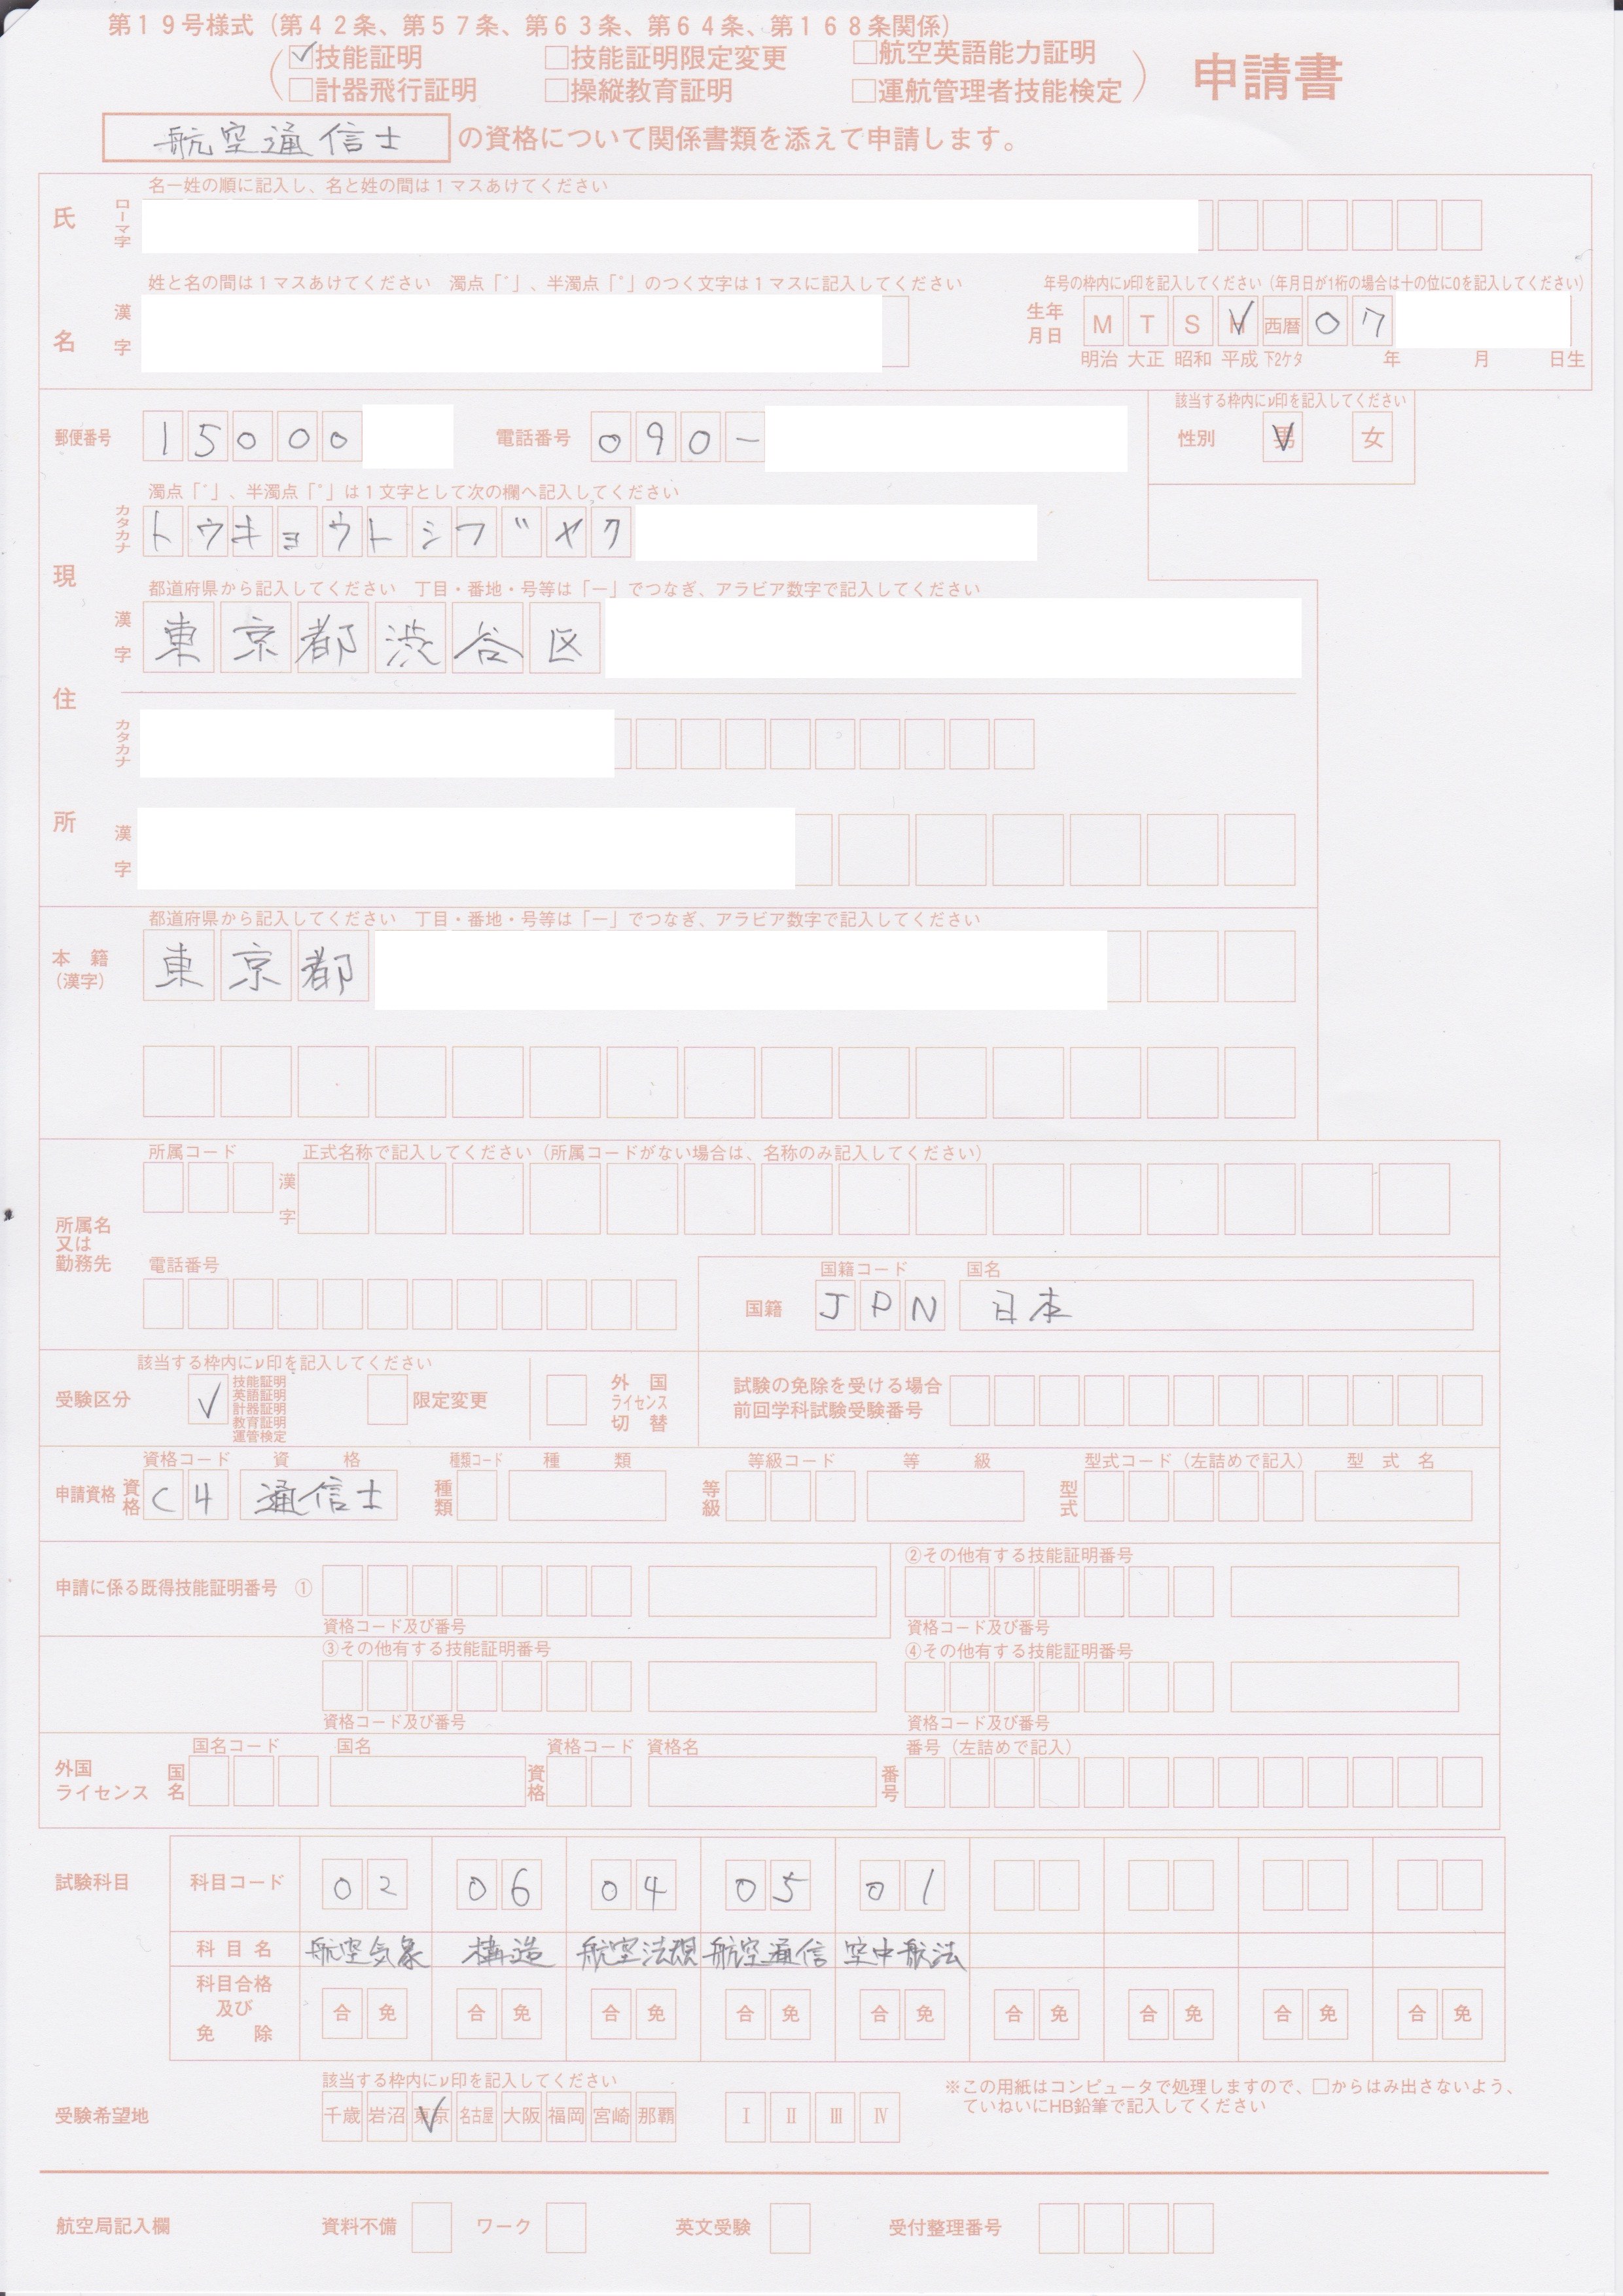 第19号様式（第42条、第57条、第63条、第64条、第168条関係）
☑技能証明 □技能証明限定変更 □航空英語能力証明
□計器飛行証明 □操縦教育証明 □運航管理者技能検定
申請書
航空通信士 の資格について関係書類を添えて申請します。
名ー姓の順に記入し、名と姓の間は1マスあけてください
氏名
ローマ字
姓と名の間は1マスあけてください 濁点「゛」、半濁点「゜」のつく文字は1マスに記入してください
漢字
年号の枠内にν印を記入してください（年月日が1桁の場合は十の位に0を記入してください）
生年月日 M T S H 西暦 0 7
明治 大正 昭和 平成 下2ケタ 年 月 日生
郵便番号 1 5 0 0 0
電話番号 0 9 0 -
該当する枠内にν印を記入してください
性別 男 女
現住所
濁点「゛」、半濁点「゜」は1文字として次の欄へ記入してください
カタカナ トウキョウトシフ゛ヤク
都道府県から記入してください 丁目・番地・号等は「ー」でつなぎ、アラビア数字で記入してください
漢字 東京都渋谷区
カタカナ
漢字
都道府県から記入してください 丁目・番地・号等は「ー」でつなぎ、アラビア数字で記入してください
本籍（漢字） 東京都
所属名又は勤務先
所属コード 正式名称で記入してください（所属コードがない場合は、名称のみ記入してください）
漢字
電話番号
国籍コード 国名
国籍 J P N 日本
該当する枠内にν印を記入してください
受験区分 ✓ 技能証明 英語証明 計器証明 教育証明 運管検定 限定変更 外国ライセンス切替
試験の免除を受ける場合
前回学科試験受験番号
資格コード 資格 種類コード 種類 等級コード 等級 型式コード（左詰めで記入） 型式名
申請資格 資格 C 4 通信士 種類 等級 型式
申請に係る既得技能証明番号 ①
資格コード及び番号
②その他有する技能証明番号
資格コード及び番号
③その他有する技能証明番号
資格コード及び番号
④その他有する技能証明番号
資格コード及び番号
国名コード 国名 資格コード 資格名 番号（左詰めで記入）
外国ライセンス 国名 資格 番号
試験科目 科目コード 02 06 04 05 01
科目名 航空気象 構造 航空法規 航空通信 空中航法
科目合格及び免除 合 免 合 免 合 免 合 免 合 免 合 免 合 免 合 免 合 免
該当する枠内にν印を記入してください
受験希望地 千歳 岩沼 東京 名古屋 大阪 福岡 宮崎 那覇 Ⅰ Ⅱ Ⅲ Ⅳ
※この用紙はコンピュータで処理しますので、□からはみ出さないよう、
ていねいにHB鉛筆で記入してください
航空局記入欄 資料不備 ワーク 英文受験 受付整理番号